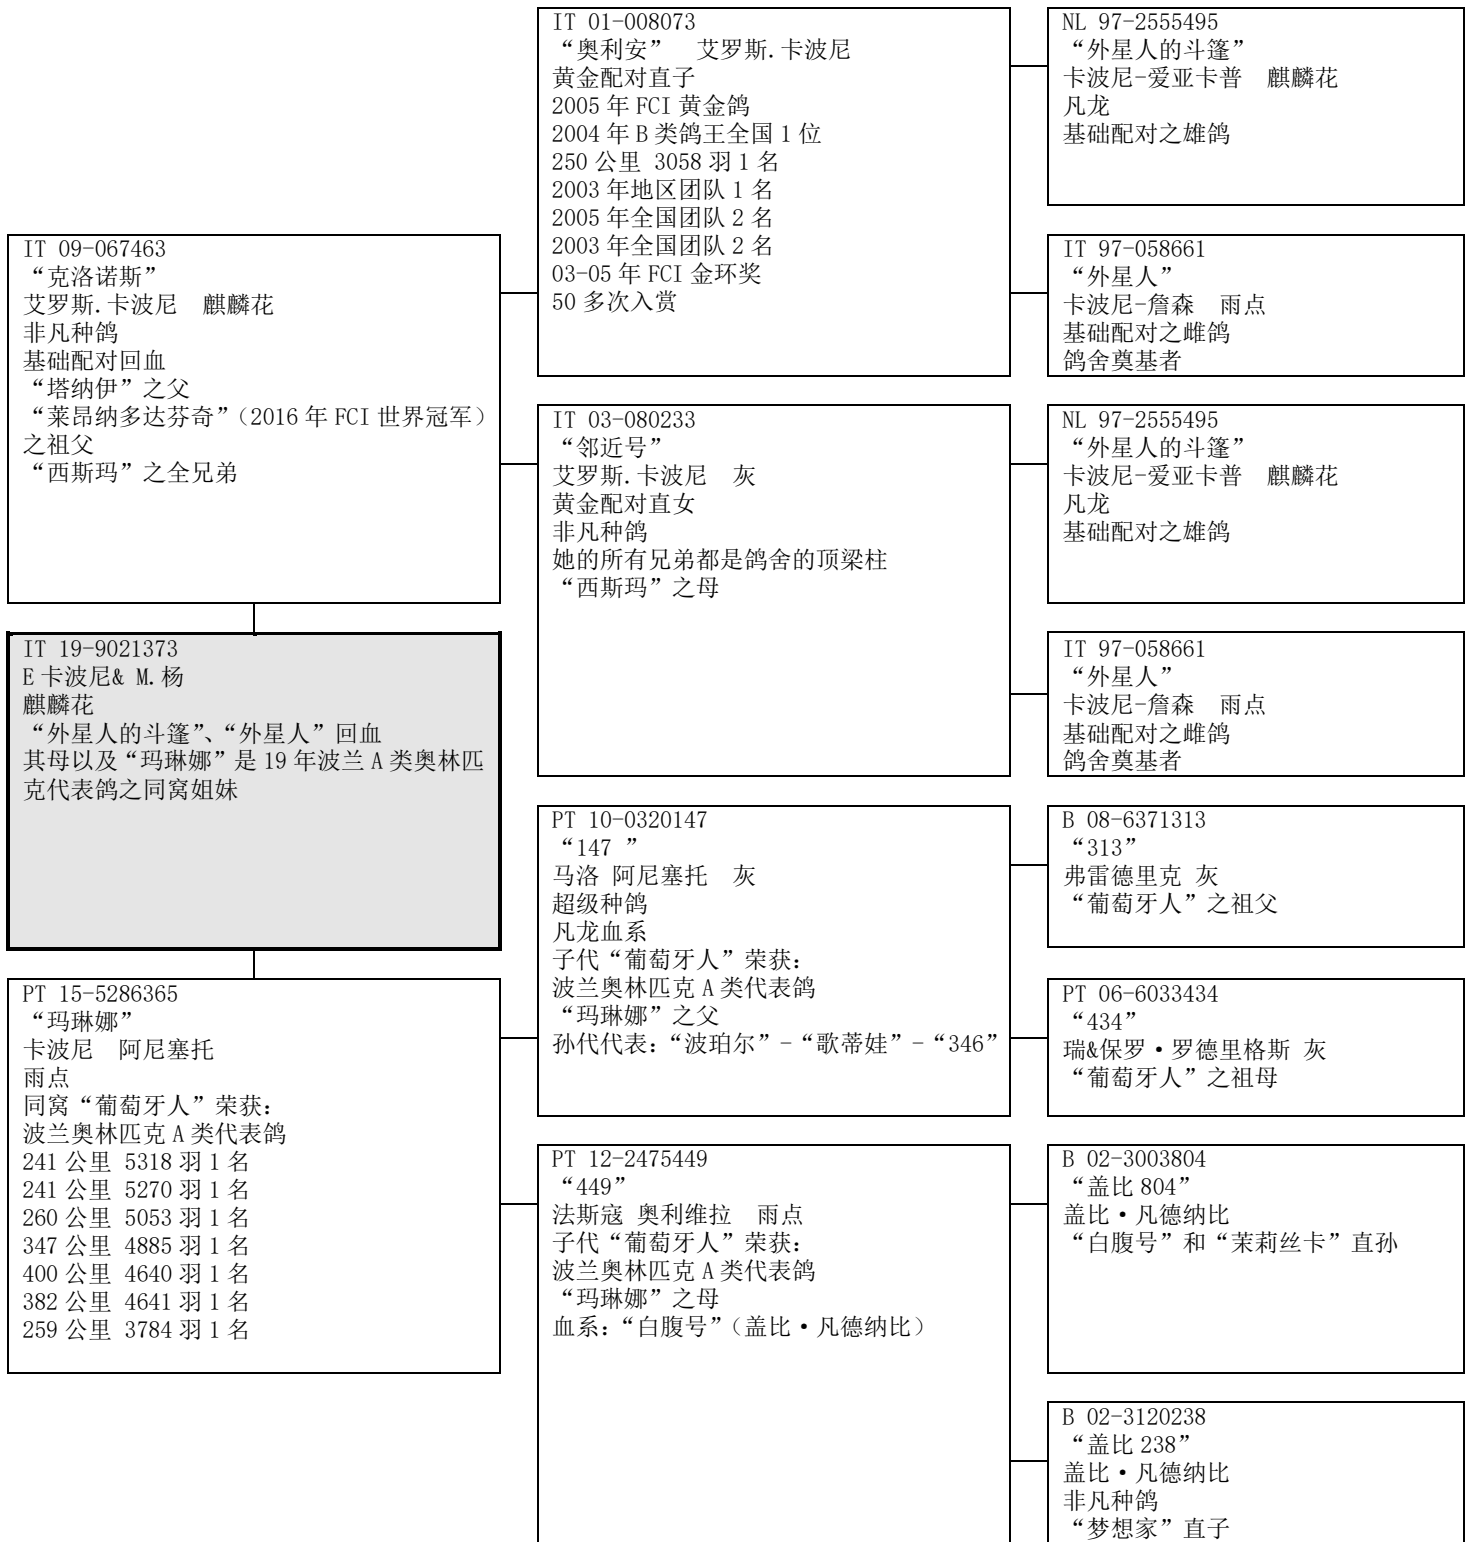 IT 09-067463
“克洛诺斯”
艾罗斯.卡波尼 麒麟花
非凡种鸽
基础配对回血
“塔纳伊”之父
“莱昂纳多达芬奇”（2016 年 FCI 世界冠军）
之祖父
“西斯玛”之全兄弟
IT 19-9021373
E 卡波尼& M.杨
麒麟花
“外星人的斗篷”、“外星人”回血
其母以及“玛琳娜”是 19 年波兰 A 类奥林匹
克代表鸽之同窝姐妹
PT 15-5286365
“玛琳娜”
卡波尼 阿尼塞托
雨点
同窝“葡萄牙人”荣获：
波兰奥林匹克 A 类代表鸽
241 公里 5318 羽 1 名
241 公里 5270 羽 1 名
260 公里 5053 羽 1 名
347 公里 4885 羽 1 名
400 公里 4640 羽 1 名
382 公里 4641 羽 1 名
259 公里 3784 羽 1 名
IT 01-008073
“奥利安” 艾罗斯.卡波尼
黄金配对直子
2005 年 FCI 黄金鸽
2004 年 B 类鸽王全国 1 位
250 公里 3058 羽 1 名
2003 年地区团队 1 名
2005 年全国团队 2 名
2003 年全国团队 2 名
03-05 年 FCI 金环奖
50 多次入赏
IT 03-080233
“邻近号”
艾罗斯.卡波尼 灰
黄金配对直女
非凡种鸽
她的所有兄弟都是鸽舍的顶梁柱
“西斯玛”之母
PT 10-0320147
“147 ”
马洛 阿尼塞托 灰
超级种鸽
凡龙血系
子代“葡萄牙人”荣获：
波兰奥林匹克 A 类代表鸽
“玛琳娜”之父
孙代代表：“波珀尔”-“歌蒂娃”-“346”
PT 12-2475449
“449”
法斯寇 奥利维拉 雨点
子代“葡萄牙人”荣获：
波兰奥林匹克 A 类代表鸽
“玛琳娜”之母
血系：“白腹号”（盖比·凡德纳比）
NL 97-2555495
“外星人的斗篷”
卡波尼-爱亚卡普 麒麟花
凡龙
基础配对之雄鸽
IT 97-058661
“外星人”
卡波尼-詹森 雨点
基础配对之雌鸽
鸽舍奠基者
NL 97-2555495
“外星人的斗篷”
卡波尼-爱亚卡普 麒麟花
凡龙
基础配对之雄鸽
IT 97-058661
“外星人”
卡波尼-詹森 雨点
基础配对之雌鸽
鸽舍奠基者
B 08-6371313
“313”
弗雷德里克 灰
“葡萄牙人”之祖父
PT 06-6033434
“434”
瑞&保罗·罗德里格斯 灰
“葡萄牙人”之祖母
B 02-3003804
“盖比 804”
盖比·凡德纳比
“白腹号”和“茉莉丝卡”直孙
B 02-3120238
“盖比 238”
盖比·凡德纳比
非凡种鸽
“梦想家”直子